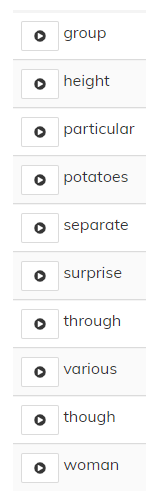 group
height
particular
potatoes
separate
surprise
through
various
though
woman